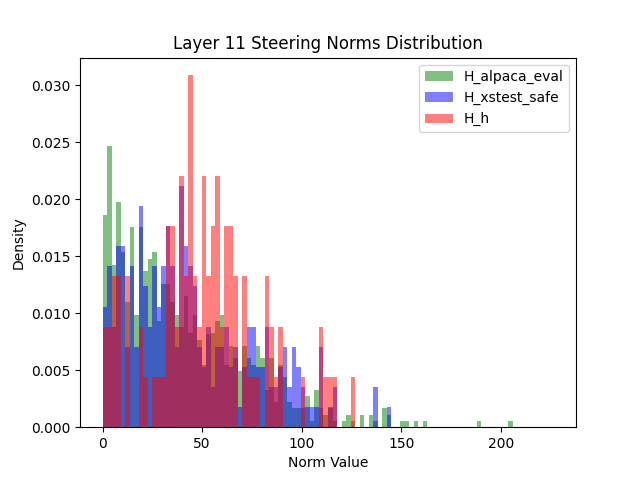 Layer 11 Steering Norms Distribution
H_alpaca_eval
H_xstest_safe
H_h
0.030
0.025
0.020
0.015
0.010
0.005
0.000
Density
0
50
100
150
200
Norm Value